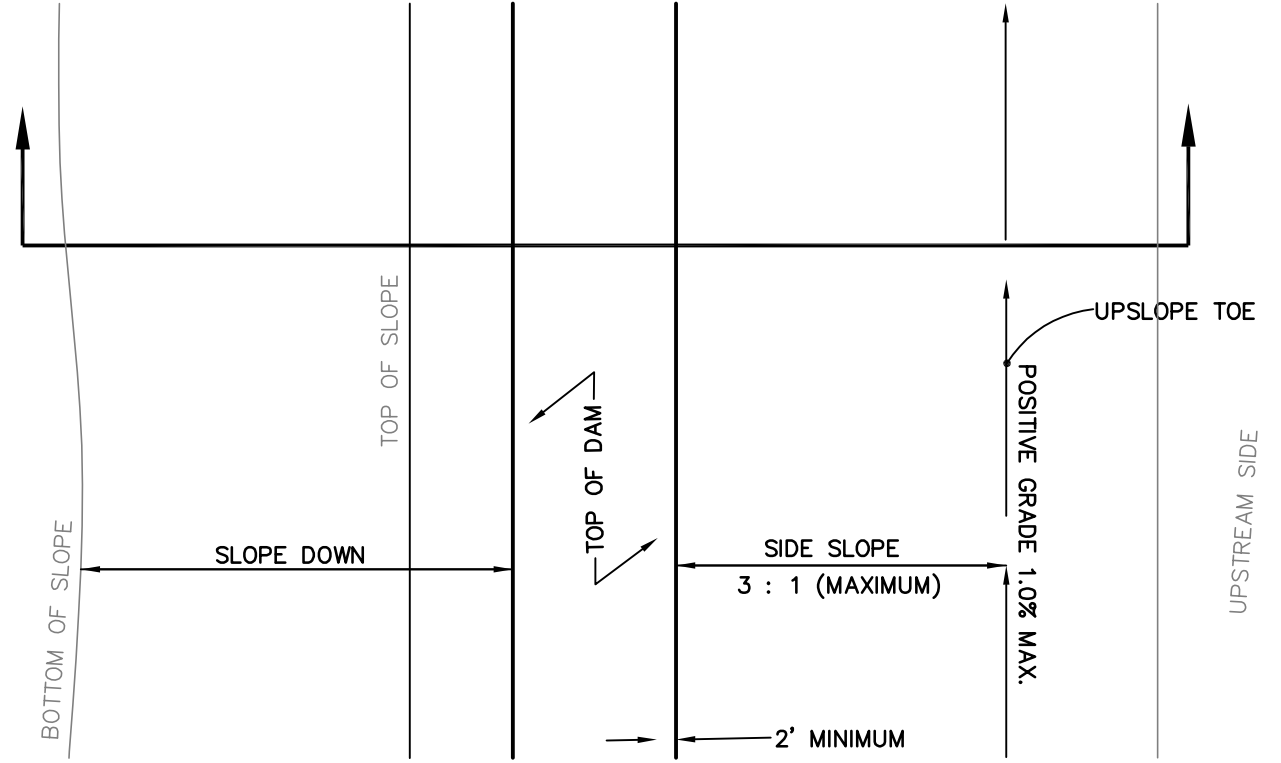 UPSLOPE TOE
TOP OF SLOPE
POSITIVE GRADE 1.0% MAX.
TOP OF DAM
UPSTREAM SIDE
BOTTOM OF SLOPE
SLOPE DOWN
SIDE SLOPE
3 : 1 (MAXIMUM)
2' MINIMUM